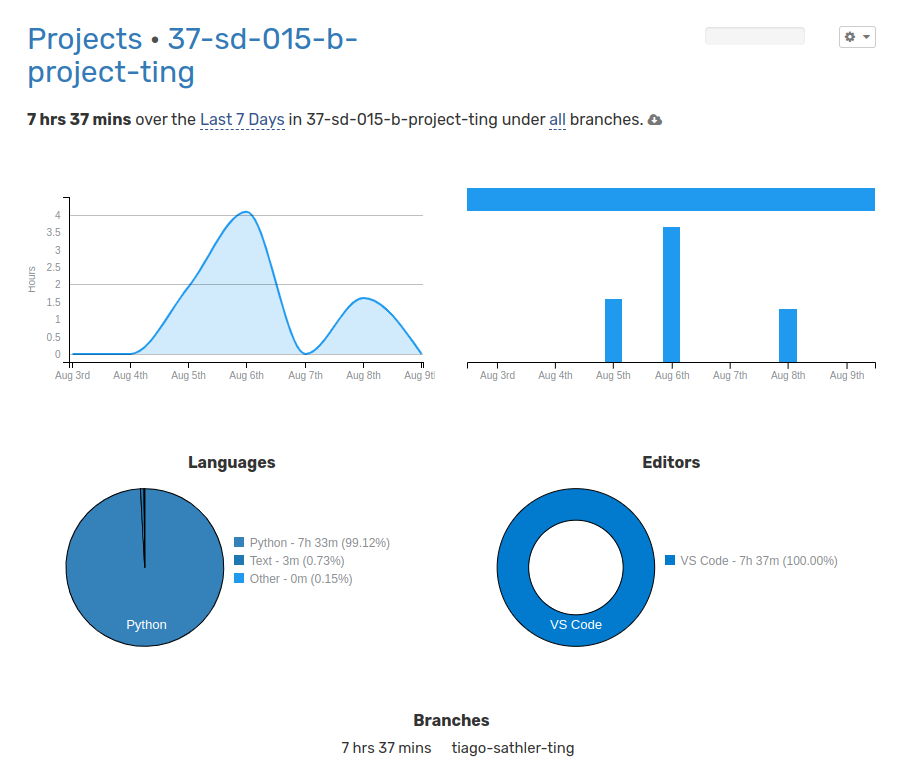 Projects • 37-sd-015-b-
project-ting
7 hrs 37 mins over the Last 7 Days in 37-sd-015-b-project-ting under all branches.
Hours
4
3.5
3
2.5
2
1.5
1
0.5
0
Aug 3rd Aug 4th Aug 5th Aug 6th Aug 7th Aug 8th Aug 9t
Aug 3rd Aug 4th Aug 5th Aug 6th Aug 7th Aug 8th Aug 9th
Languages
Python
Python - 7h 33m (99.12%)
Text - 3m (0.73%)
Other - 0m (0.15%)
Editors
VS Code
VS Code - 7h 37m (100.00%)
Branches
7 hrs 37 mins tiago-sathler-ting